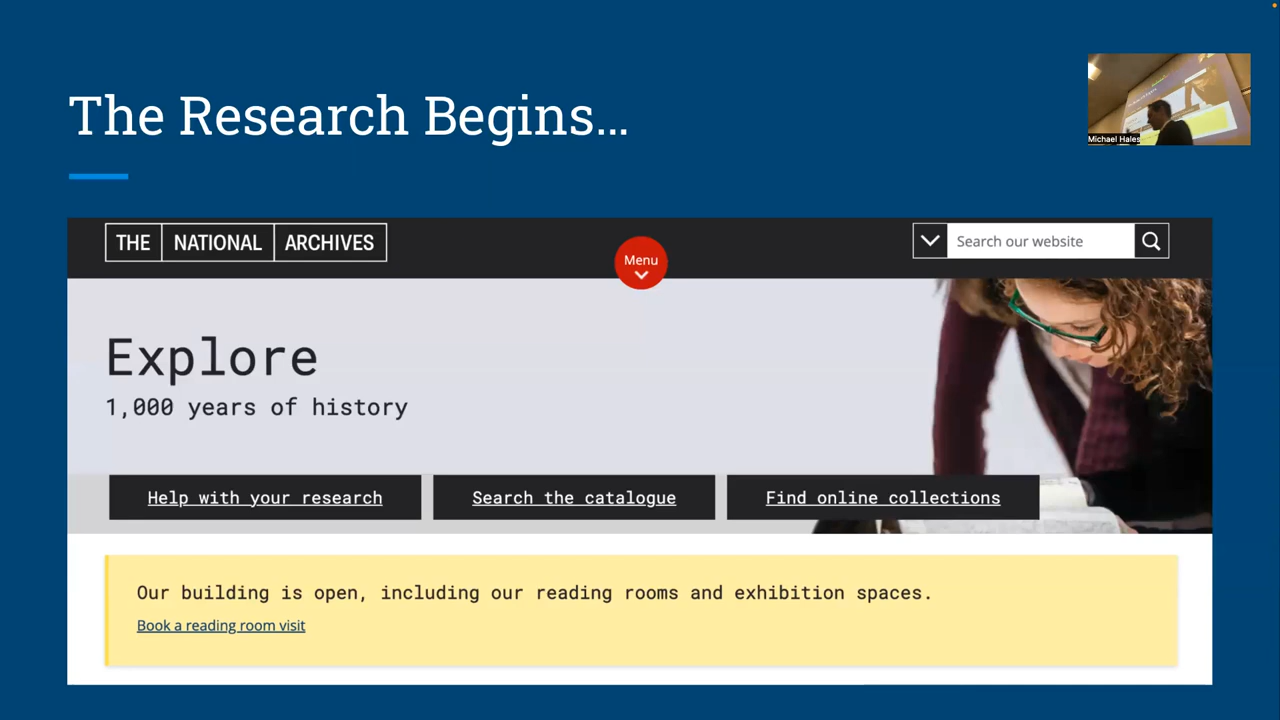 The Research Begins...
Michael Hales
THE NATIONAL ARCHIVES
Menu
Search our website
Explore
1,000 years of history
Help with your research
Search the catalogue
Find online collections
Our building is open, including our reading rooms and exhibition spaces.
Book a reading room visit